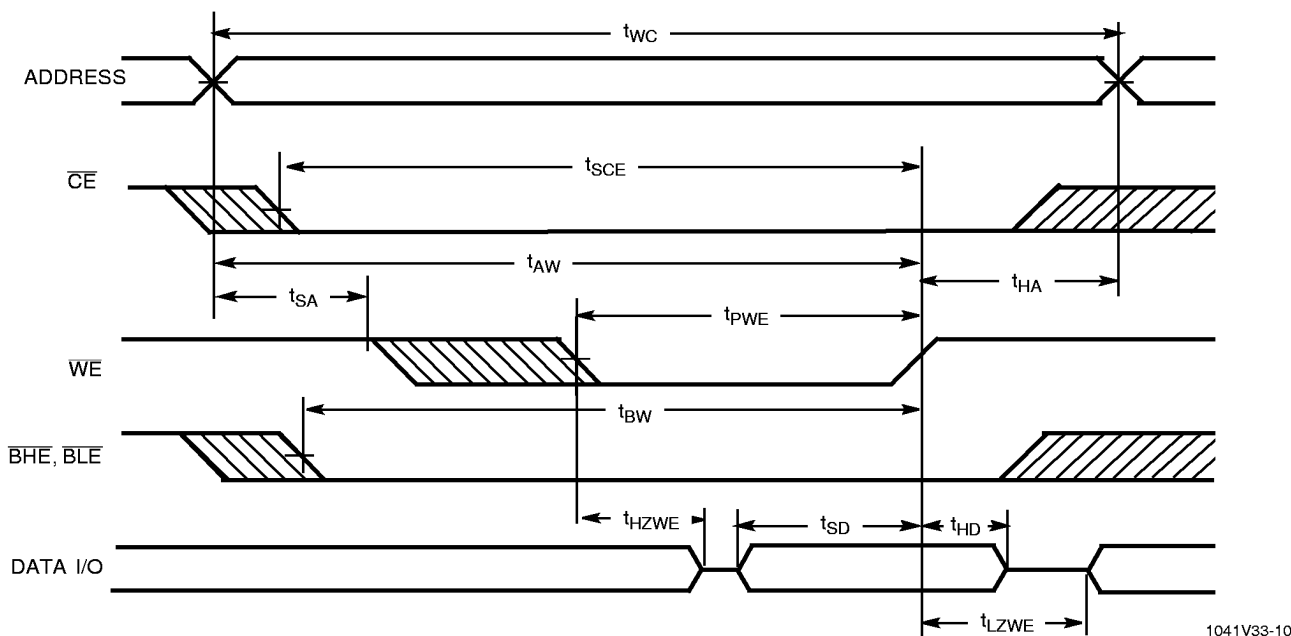 tWC
ADDRESS
tSCE
CE
tAW
tSA
tHA
tPWE
WE
tBW
BHE, BLE
tHZWE
tSD
tHD
DATA I/O
tLZWE
1041V33-10